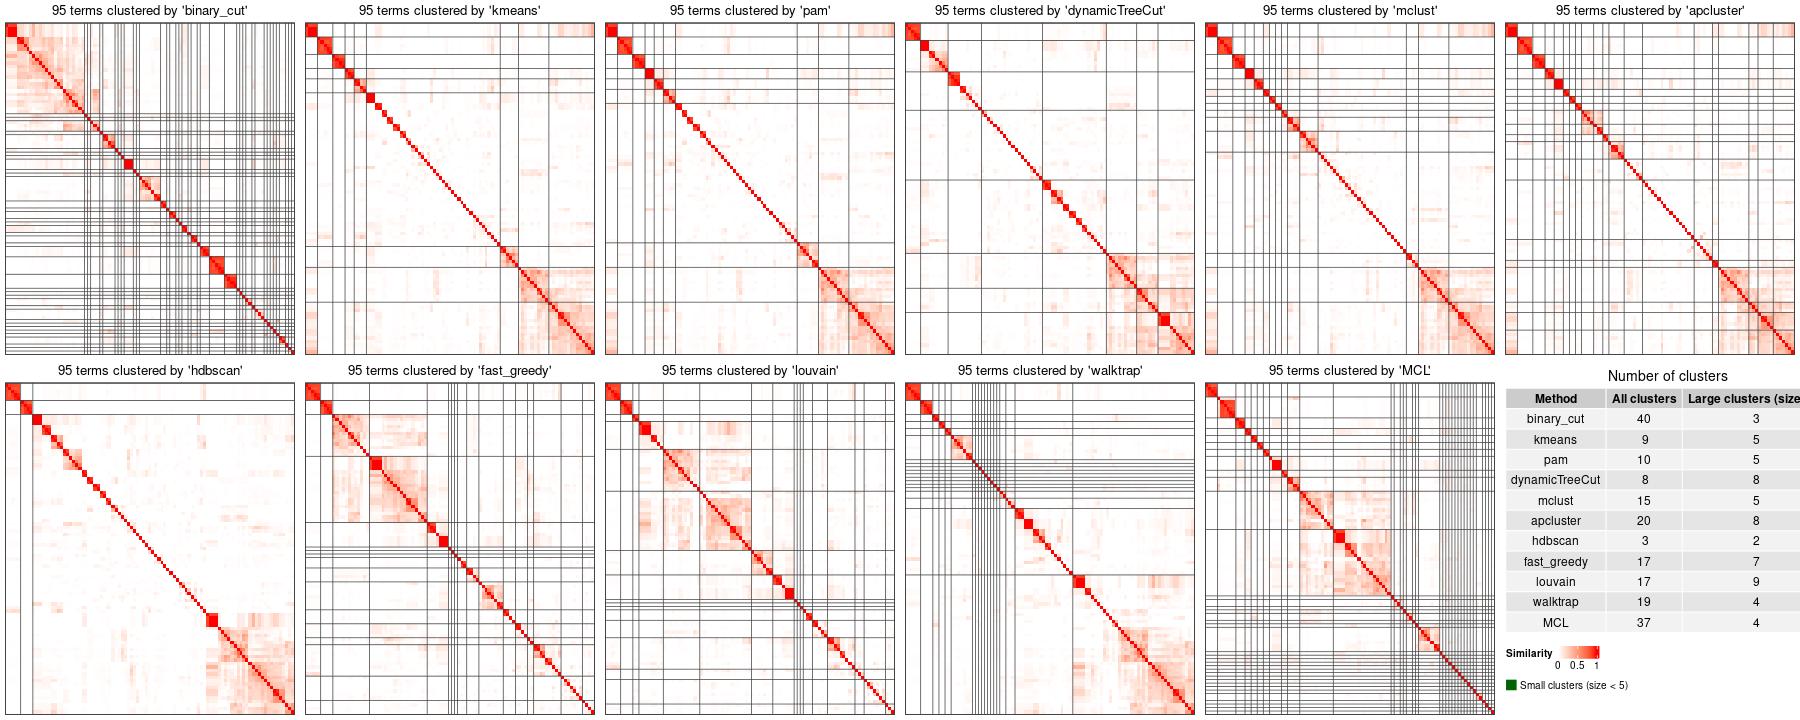 95 terms clustered by 'binary_cut'
95 terms clustered by 'kmeans'
95 terms clustered by 'pam'
95 terms clustered by 'dynamicTreeCut'
95 terms clustered by 'mclust'
95 terms clustered by 'apcluster'
95 terms clustered by 'hdbscan'
95 terms clustered by 'fast_greedy'
95 terms clustered by 'louvain'
95 terms clustered by 'walktrap'
95 terms clustered by 'MCL'
Number of clusters
Method All clusters Large clusters (size
binary_cut 40 3
kmeans 9 5
pam 10 5
dynamicTreeCut 8 8
mclust 15 5
apcluster 20 8
hdbscan 3 2
fast_greedy 17 7
louvain 17 9
walktrap 19 4
MCL 37 4
Similarity
0 0.5 1
Small clusters (size < 5)